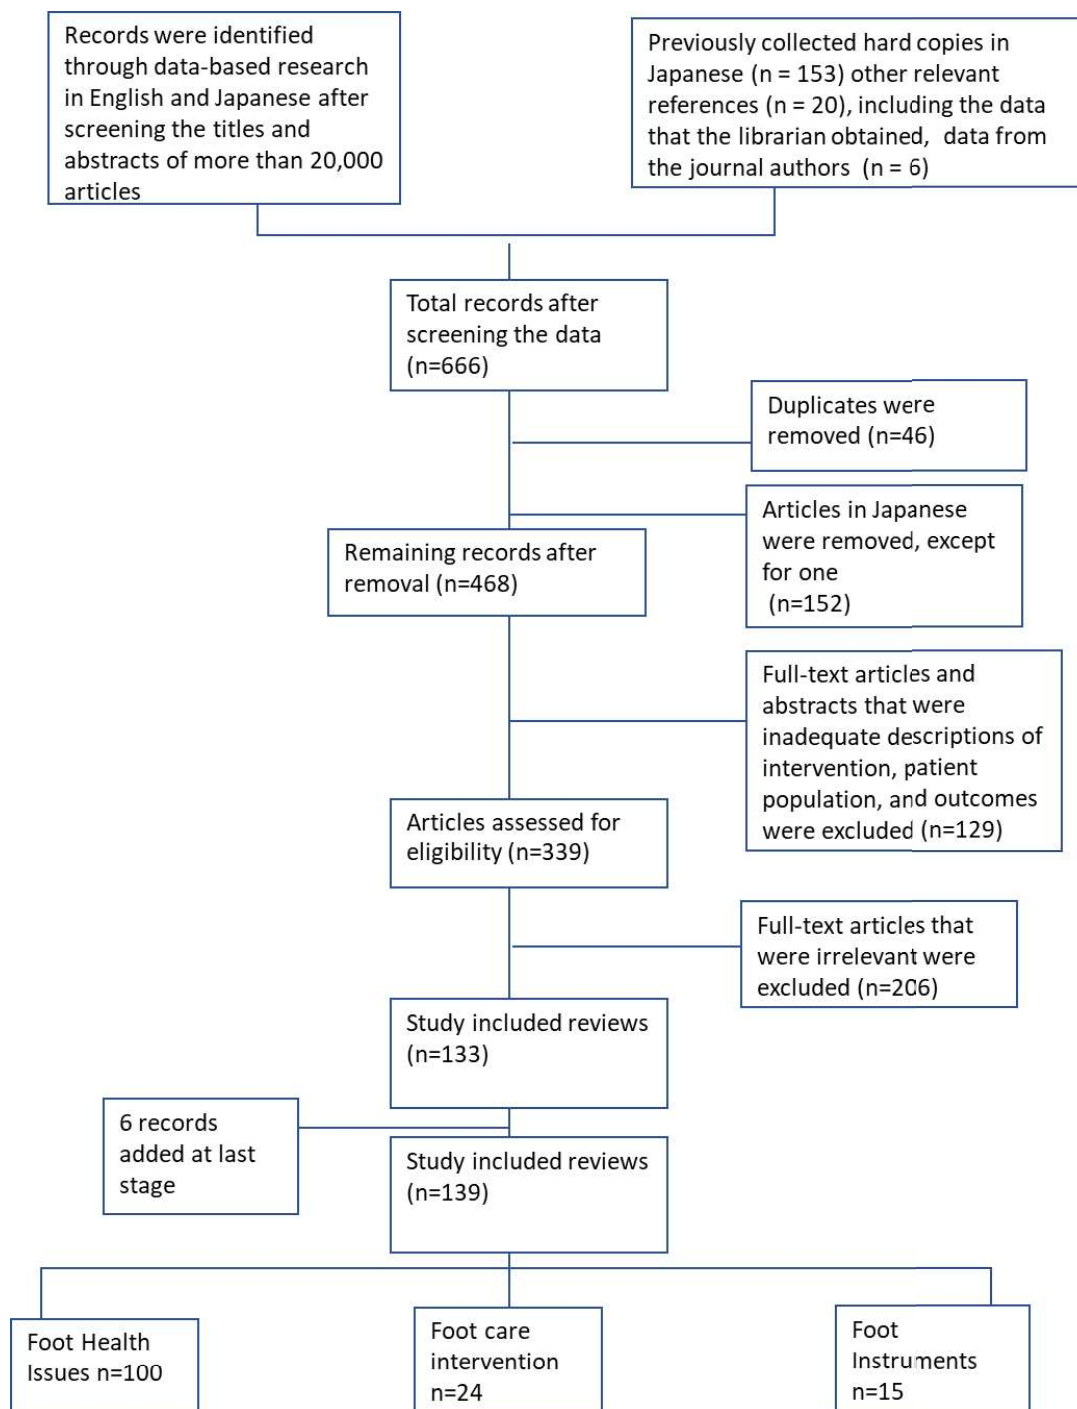 Records were identified
through data-based research
in English and Japanese after
screening the titles and
abstracts of more than 20,000
articles
Previously collected hard copies in
Japanese (n = 153) other relevant
references (n = 20), including the data
that the librarian obtained, data from
the journal authors (n = 6)
Total records after
screening the data
(n=666)
Duplicates were
removed (n=46)
Articles in Japanese
were removed, except
for one
(n=152)
Remaining records after
removal (n=468)
Full-text articles and
abstracts that were
inadequate descriptions of
intervention, patient
population, and outcomes
were excluded (n=129)
Articles assessed for
eligibility (n=339)
Full-text articles that
were irrelevant were
excluded (n=206)
Study included reviews
(n=133)
6 records
added at last
stage
Study included reviews
(n=139)
Foot Health
Issues n=100
Foot care
intervention
n=24
Foot
Instruments
n=15